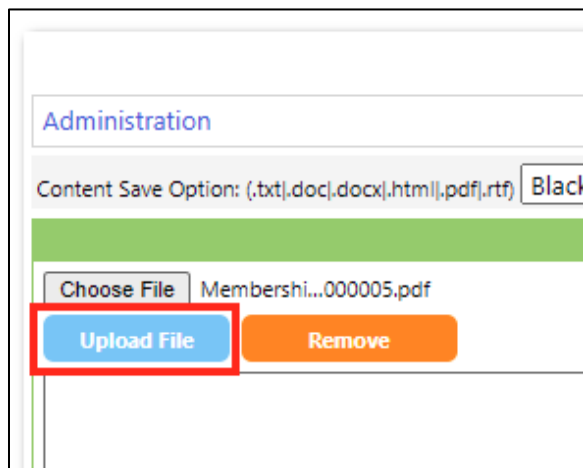 Administration
Content Save Option: (.txt|.doc|.docx|.html|.pdf|.rtf) Black
Choose File Membershi...000005.pdf
Upload File Remove